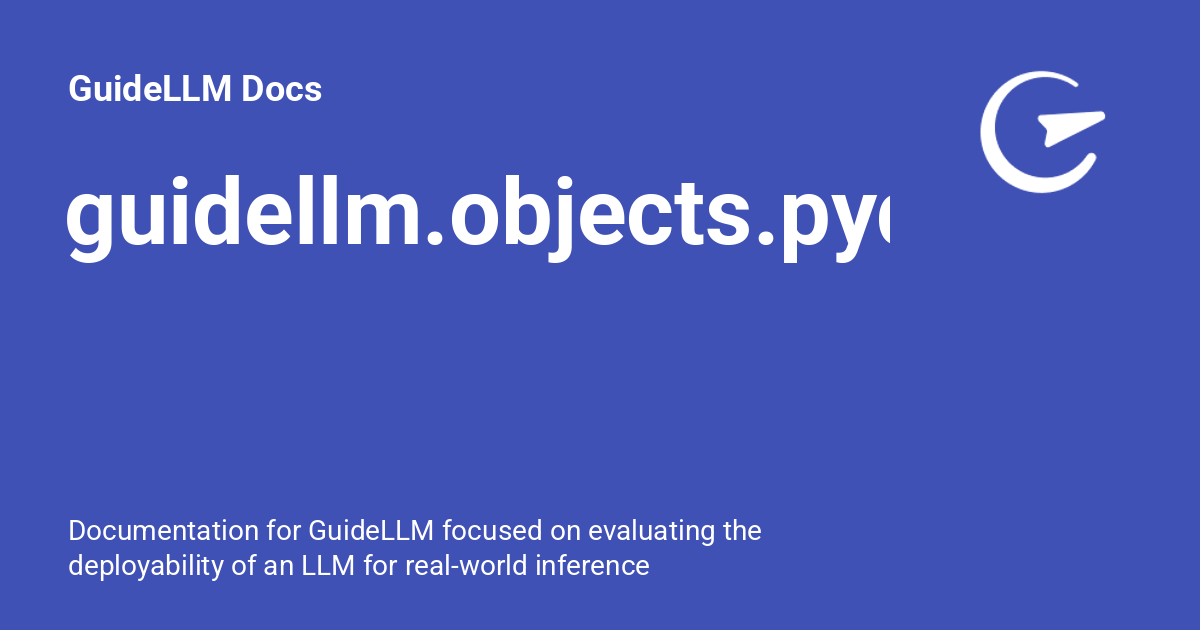 GuideLLM Docs
guidellm.objects.py
Documentation for GuideLLM focused on evaluating the
deployability of an LLM for real-world inference